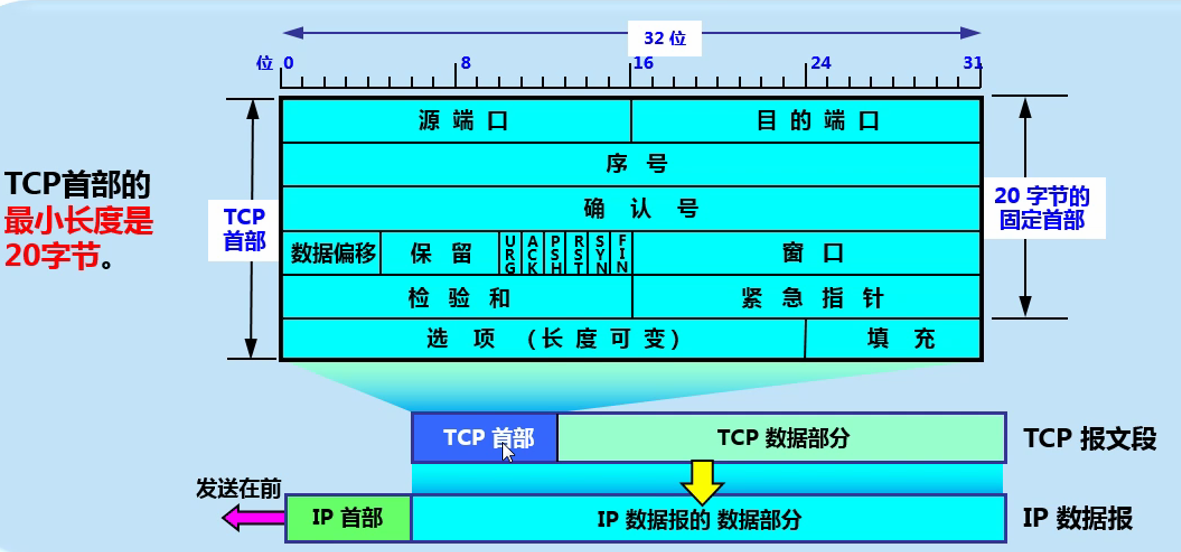 32 位
位 0 8 16 24 31
源 端 口 目 的 端 口
序 号
TCP首部的
最小长度是
20字节。
TCP
首部
确 认 号
20 字节的
固定首部
数据偏移 保 留 URG ACK PSH RST SYN FIN 窗 口
检 验 和 紧 急 指 针
选 项 (长 度 可 变) 填 充
TCP 首部 TCP 数据部分 TCP 报文段
发送在前
IP 首部 IP 数据报的 数据部分 IP 数据报